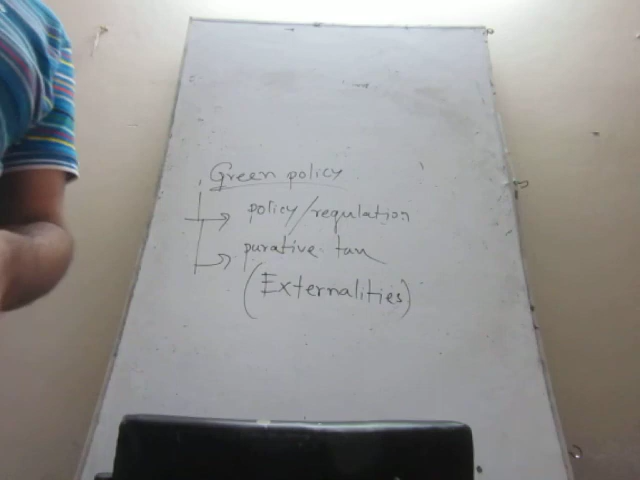 Green policy
policy/regulation
purative tax
(Externalities)